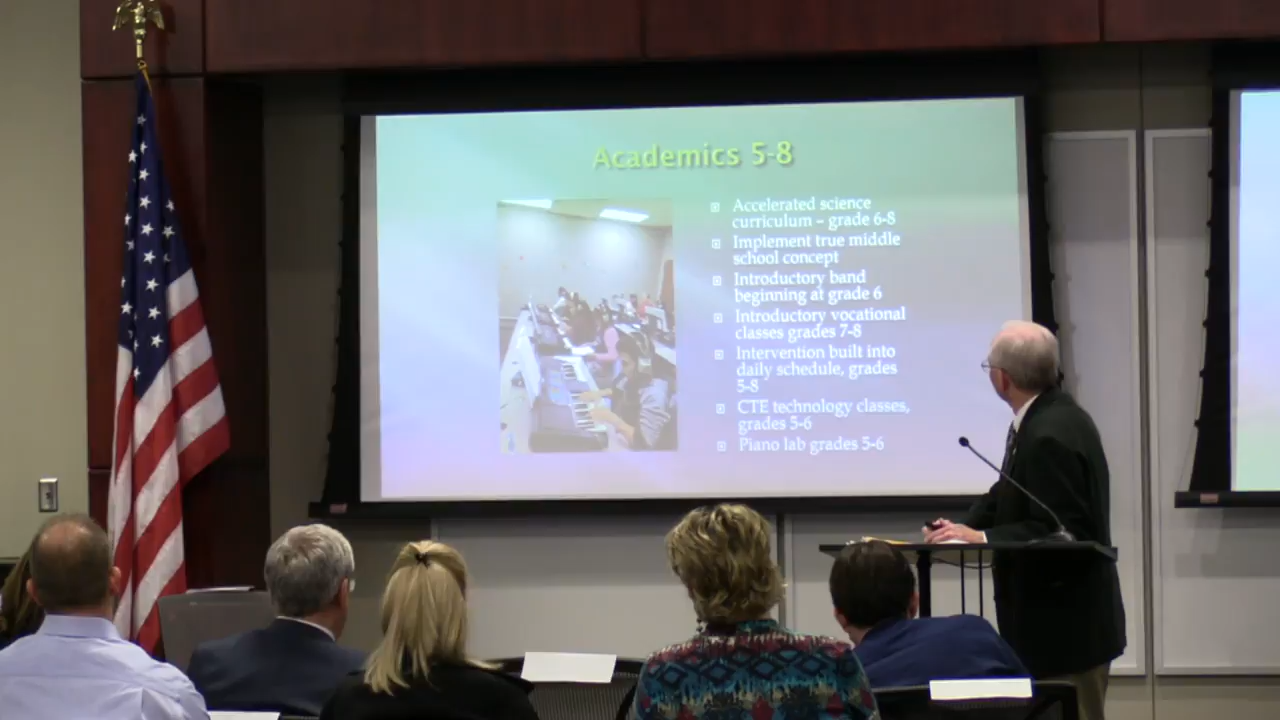 Academics 5-8
Accelerated science
curriculum – grade 6-8
Implement true middle
school concept
Introductory band
beginning at grade 6
Introductory vocational
classes grades 7-8
Intervention built into
daily schedule, grades
5-8
CTE technology classes,
grades 5-6
Piano lab grades 5-6